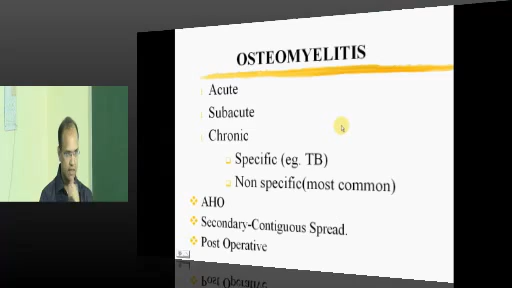 OSTEOMYELITIS
Acute
Subacute
Chronic
Specific (eg. TB)
Non specific(most common)
AHO
Secondary-Contiguous Spread.
Post Operative